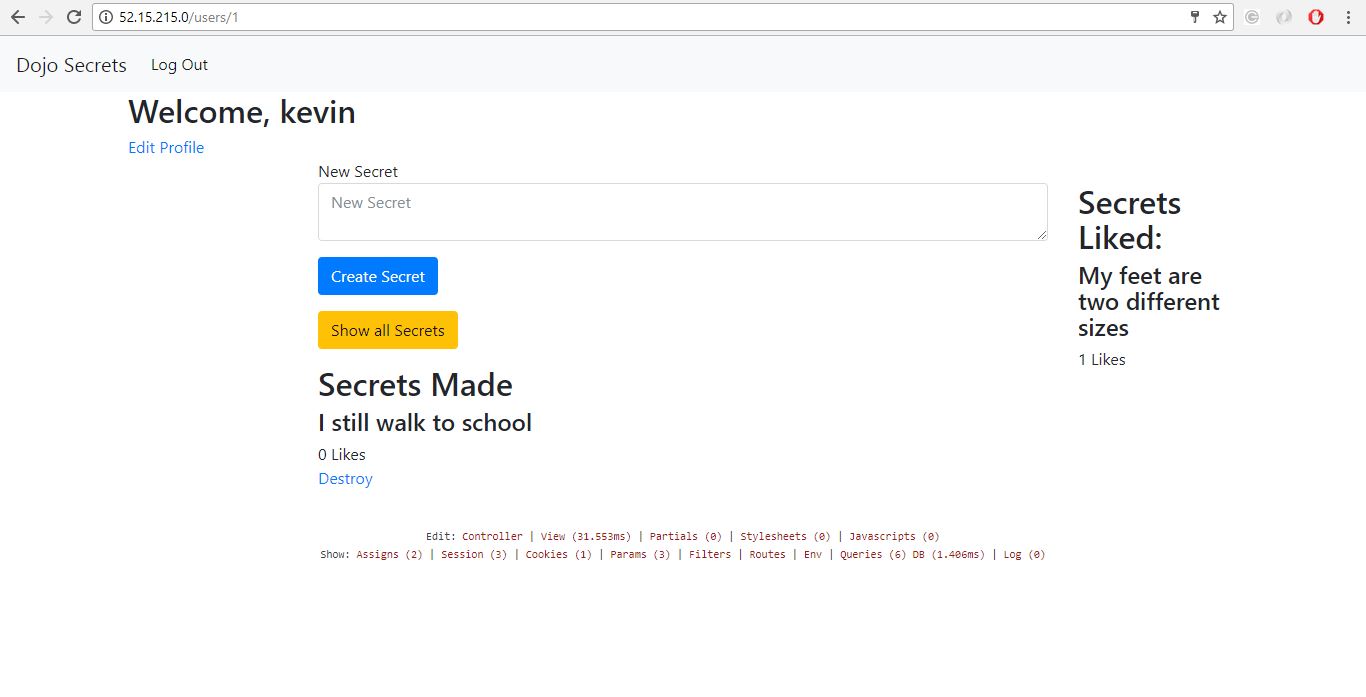 52.15.215.0/users/1
Dojo Secrets Log Out
Welcome, kevin
Edit Profile
New Secret
New Secret
Create Secret
Show all Secrets
Secrets Made
I still walk to school
0 Likes
Destroy
Secrets
Liked:
My feet are
two different
sizes
1 Likes
Edit: Controller | View (31.553ms) | Partials (0) | Stylesheets (0) | Javascripts (0)
Show: Assigns (2) | Session (3) | Cookies (1) | Params (3) | Filters | Routes | Env | Queries (6) DB (1.406ms) | Log (0)